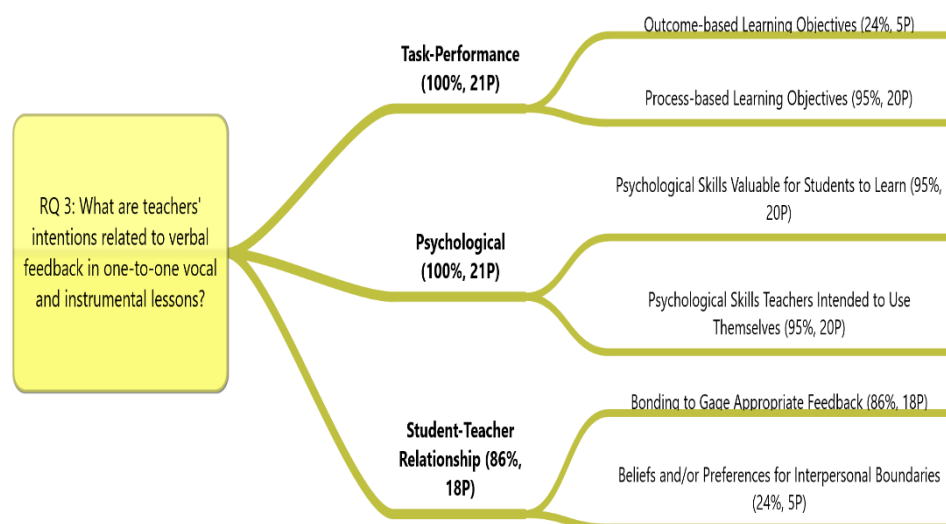 RQ 3: What are teachers'
intentions related to verbal
feedback in one-to-one vocal
and instrumental lessons?
Task-Performance
(100%, 21P)
Outcome-based Learning Objectives (24%, 5P)
Process-based Learning Objectives (95%, 20P)
Psychological
(100%, 21P)
Psychological Skills Valuable for Students to Learn (95%,
20P)
Psychological Skills Teachers Intended to Use
Themselves (95%, 20P)
Student-Teacher
Relationship (86%,
18P)
Bonding to Gage Appropriate Feedback (86%, 18P)
Beliefs and/or Preferences for Interpersonal Boundaries
(24%, 5P)